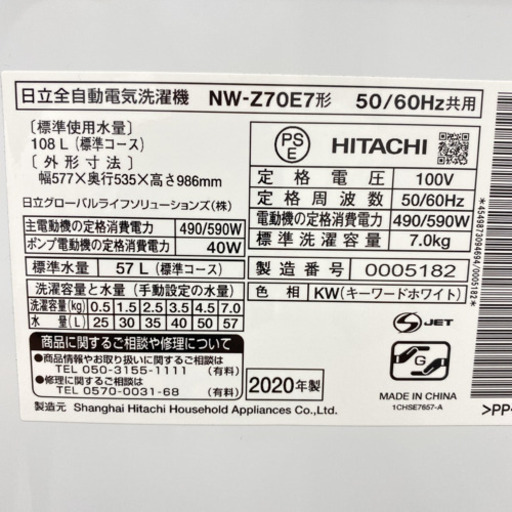 日立全自動電気洗濯機 NW-Z70E7形 50/60Hz共用
〔標準使用水量〕
108 L (標準コース)
〔外形寸法〕
幅577×奥行535×高さ986mm
日立グローバルライフソリューションズ(株)
主電動機の定格消費電力 490/590W
ポンプ電動機の定格消費電力 40W
標準水量 57 L (標準コース)
洗濯容量と水量 (手動設定の水量)
洗濯容量(kg) 0.5 1.5 2.5 3.5 4.5 7.0
水量(L) 25 30 35 40 50 57
商品に関するご相談や修理について
●商品情報やお取り扱いに関するご相談
TEL 050-3155-1111 (有料)
●修理に関するご相談
TEL 0570-0031-68 (有料)
製造元 Shanghai Hitachi Household Appliances Co.,Ltd.
PS
E
HITACHI
定格電圧 100V
定格周波数 50/60Hz
電動機の定格消費電力 490/590W
標準洗濯容量 7.0kg
製造番号 0005182
色相 KW(キーワードホワイト)
2020年製
S JET
G
MADE IN CHINA
1CHSE7657-A
>PP